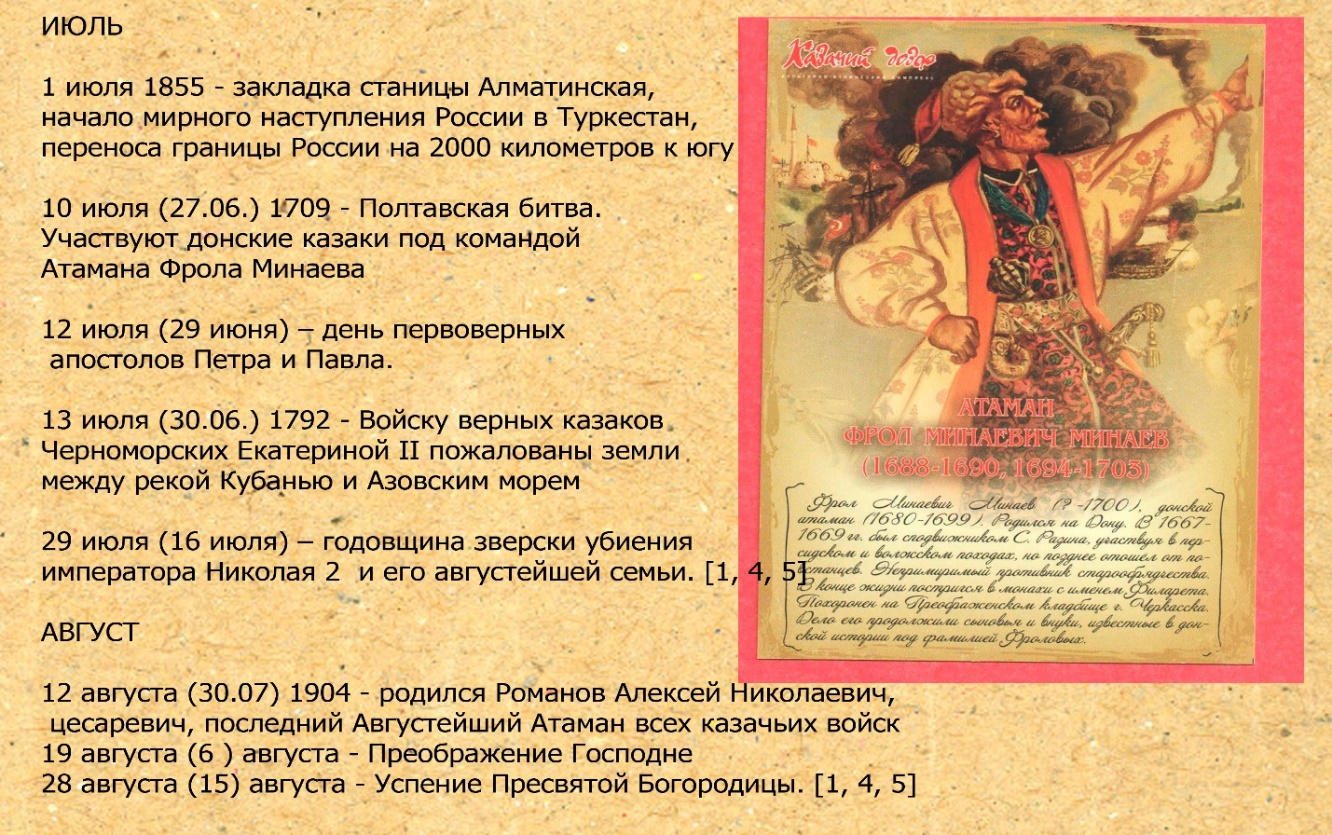 ИЮЛЬ
1 июля 1855 - закладка станицы Алматинская,
начало мирного наступления России в Туркестан,
переноса границы России на 2000 километров к югу
10 июля (27.06.) 1709 - Полтавская битва.
Участвуют донские казаки под командой
Атамана Фрола Минаева
12 июля (29 июня) – день первоверных
апостолов Петра и Павла.
13 июля (30.06.) 1792 - Войску верных казаков
Черноморских Екатериной II пожалованы земли
между рекой Кубанью и Азовским морем
29 июля (16 июля) – годовщина зверски убиения
императора Николая 2  и его августейшей семьи. [1, 4, 5]
АВГУСТ
12 августа (30.07) 1904 - родился Романов Алексей Николаевич,
цесаревич, последний Августейший Атаман всех казачьих войск
19 августа (6 ) августа - Преображение Господне
28 августа (15) августа - Успение Пресвятой Богородицы. [1, 4, 5]
Казачий дозор
АТАМАН
ФРОЛ МИНАЕВИЧ МИНАЕВ
(1688-1690, 1694-1703)
Фрол Минаевич Минаев (?-1700), донской
атаман (1680-1699). Родился на Дону. В 1667-
1669 гг. был сподвижником С. Разина, участвуя в пер-
сидском и волжском походах, но позднее отошел от по-
встанцев. Непримиримый противник старообрядчества.
В конце жизни постригся в монахи с именем Филарета.
Похоронен на Преображенском кладбище г. Черкасска.
Дело его продолжили сыновья и внуки, известные в дон-
ской истории под фамилией Фроловых.